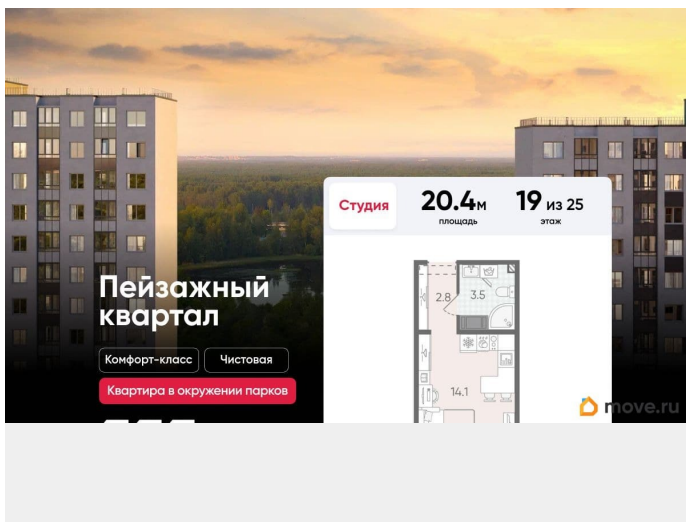 Студия
20.4м
площадь
19 из 25
этаж
2.8
3.5
14.1
Пейзажный
квартал
Комфорт-класс
Чистовая
Квартира в окружении парков
move.ru